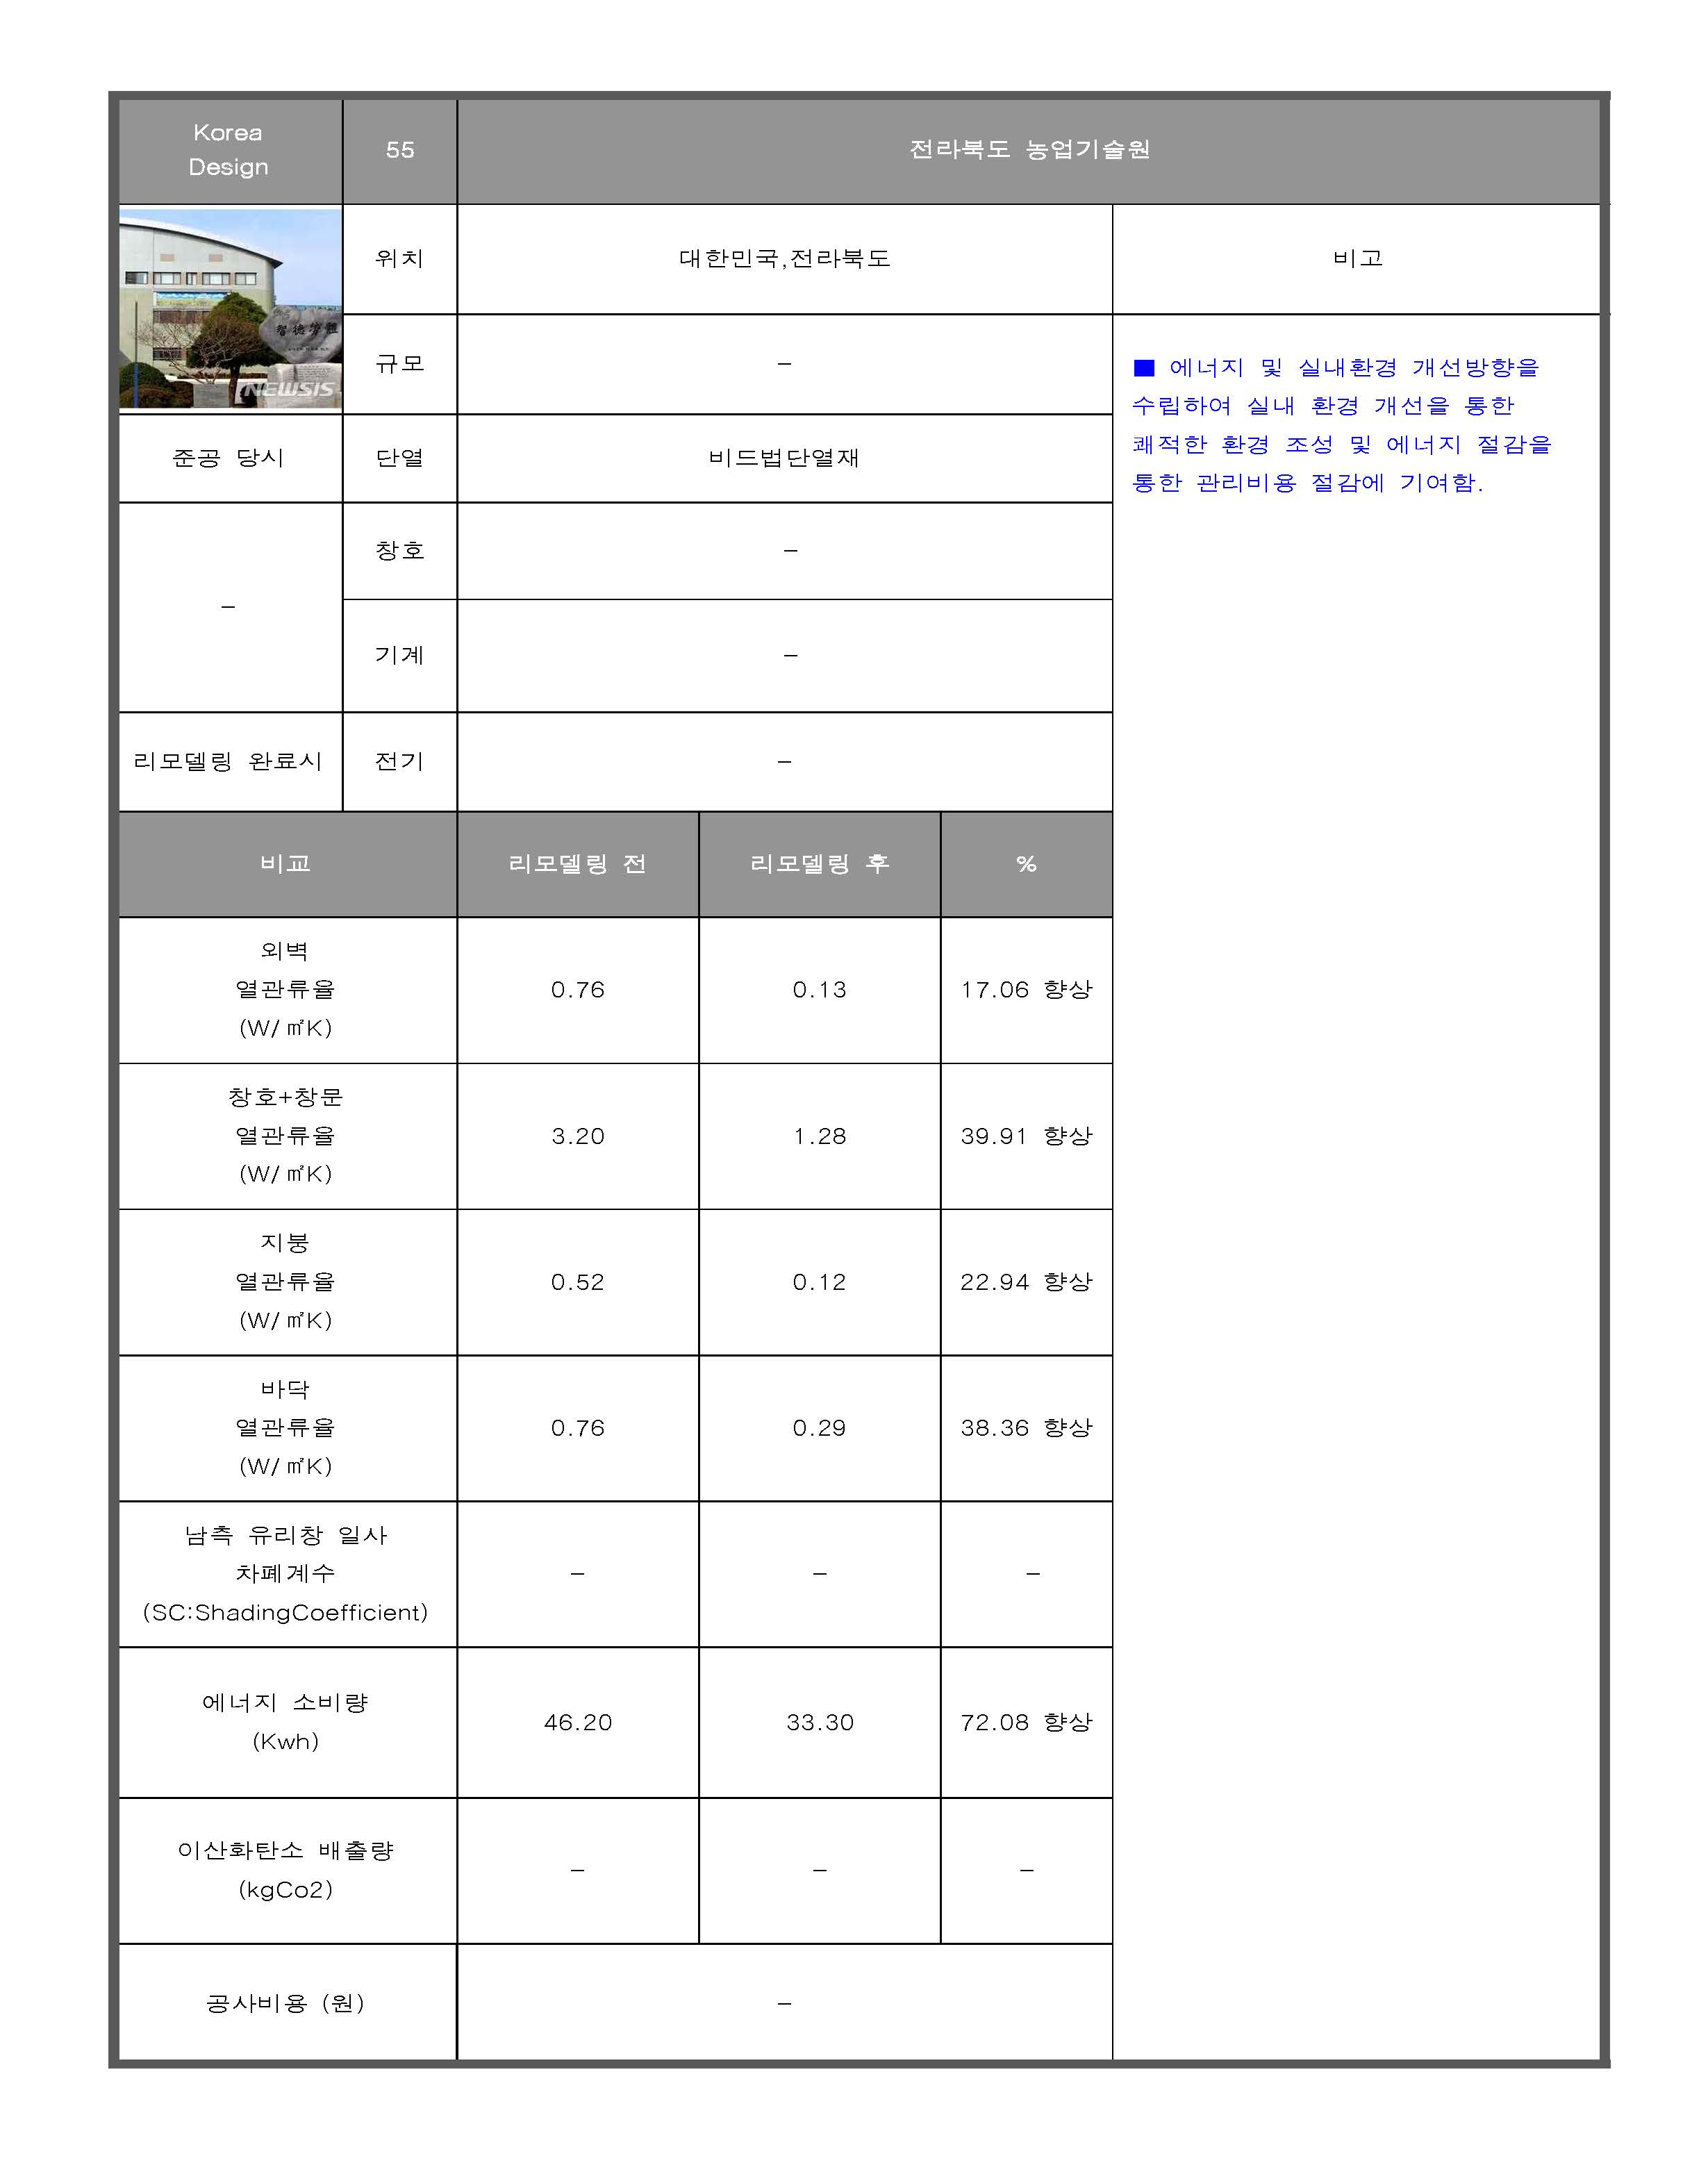 Korea
Design
55
전라북도 농업기술원
위치
대한민국,전라북도
비고
NEWSIS
규모
–
■ 에너지 및 실내환경 개선방향을
수립하여 실내 환경 개선을 통한
쾌적한 환경 조성 및 에너지 절감을
통한 관리비용 절감에 기여함.
준공 당시
단열
비드법단열재
–
창호
–
기계
–
리모델링 완료시
전기
–
비교
리모델링 전
리모델링 후
%
외벽
열관류율
(W/㎡K)
0.76
0.13
17.06 향상
창호+창문
열관류율
(W/㎡K)
3.20
1.28
39.91 향상
지붕
열관류율
(W/㎡K)
0.52
0.12
22.94 향상
바닥
열관류율
(W/㎡K)
0.76
0.29
38.36 향상
남측 유리창 일사
차폐계수
(SC:ShadingCoefficient)
–
–
–
에너지 소비량
(Kwh)
46.20
33.30
72.08 향상
이산화탄소 배출량
(kgCo2)
–
–
–
공사비용 (원)
–